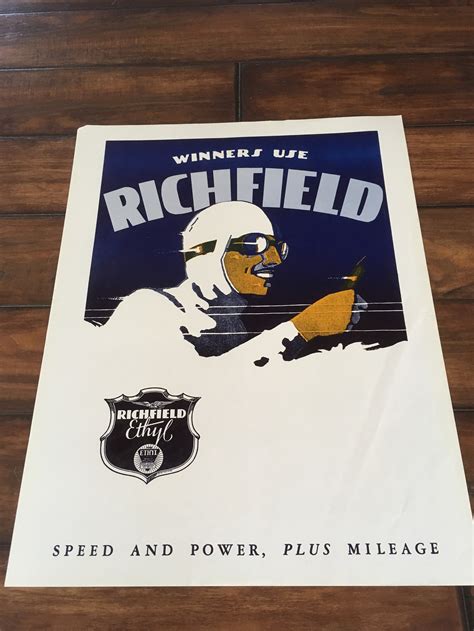 WINNERS USE
RICHFIELD
RICHFIELD
Ethyl
ETHYL
SPEED AND POWER, PLUS MILEAGE